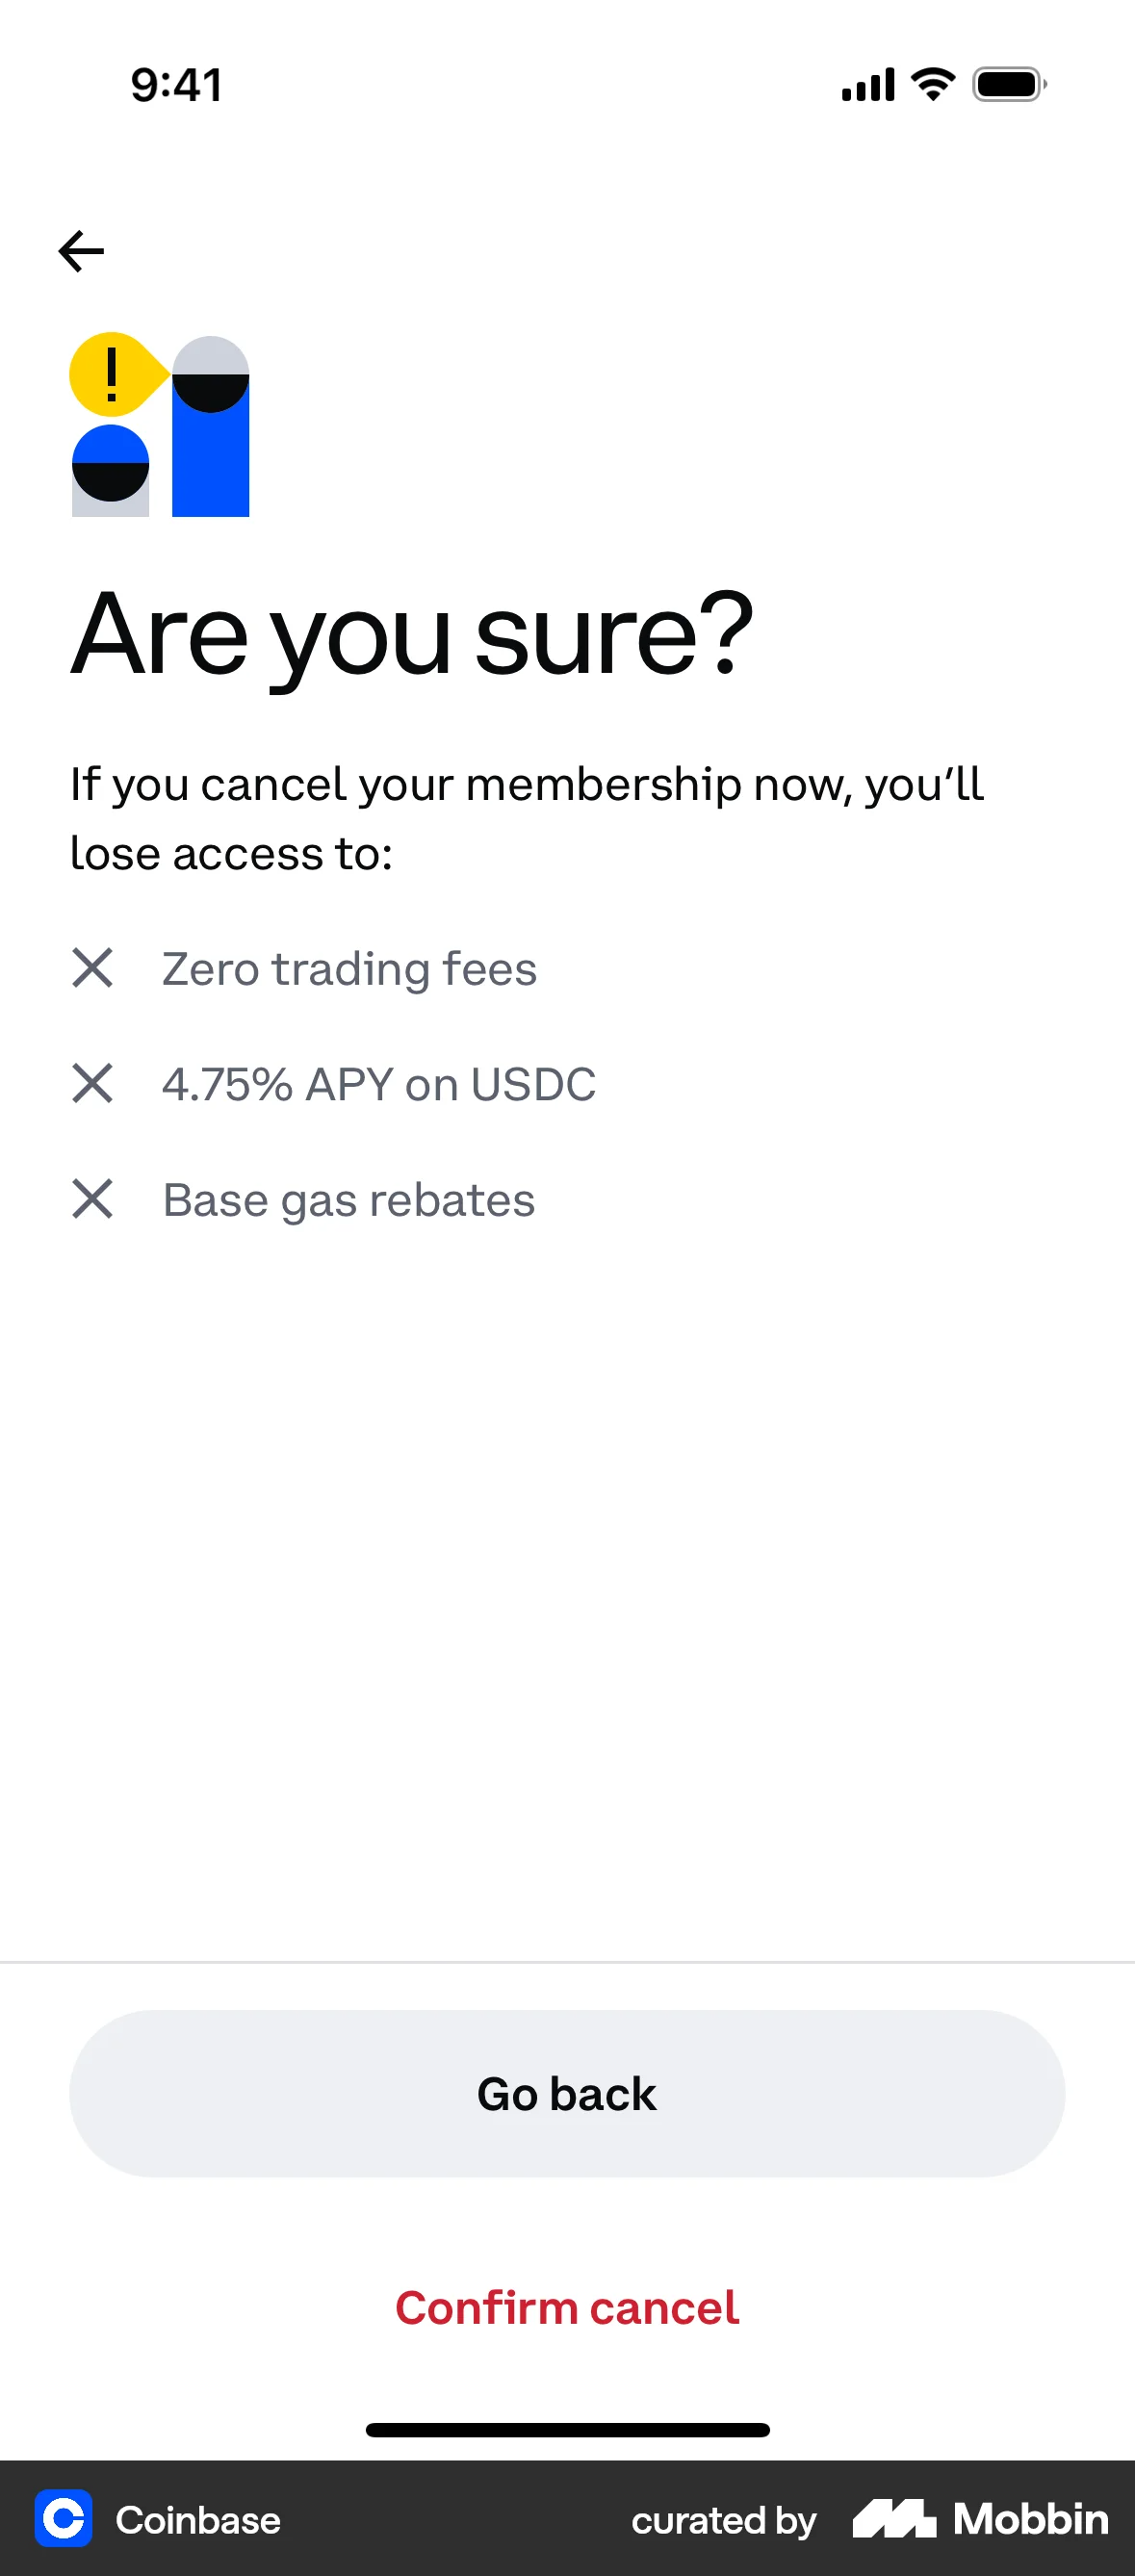 9:41
!
Are you sure?
If you cancel your membership now, you‘ll
lose access to:
Zero trading fees
4.75% APY on USDC
Base gas rebates
Go back
Confirm cancel
Coinbase
curated by Mobbin